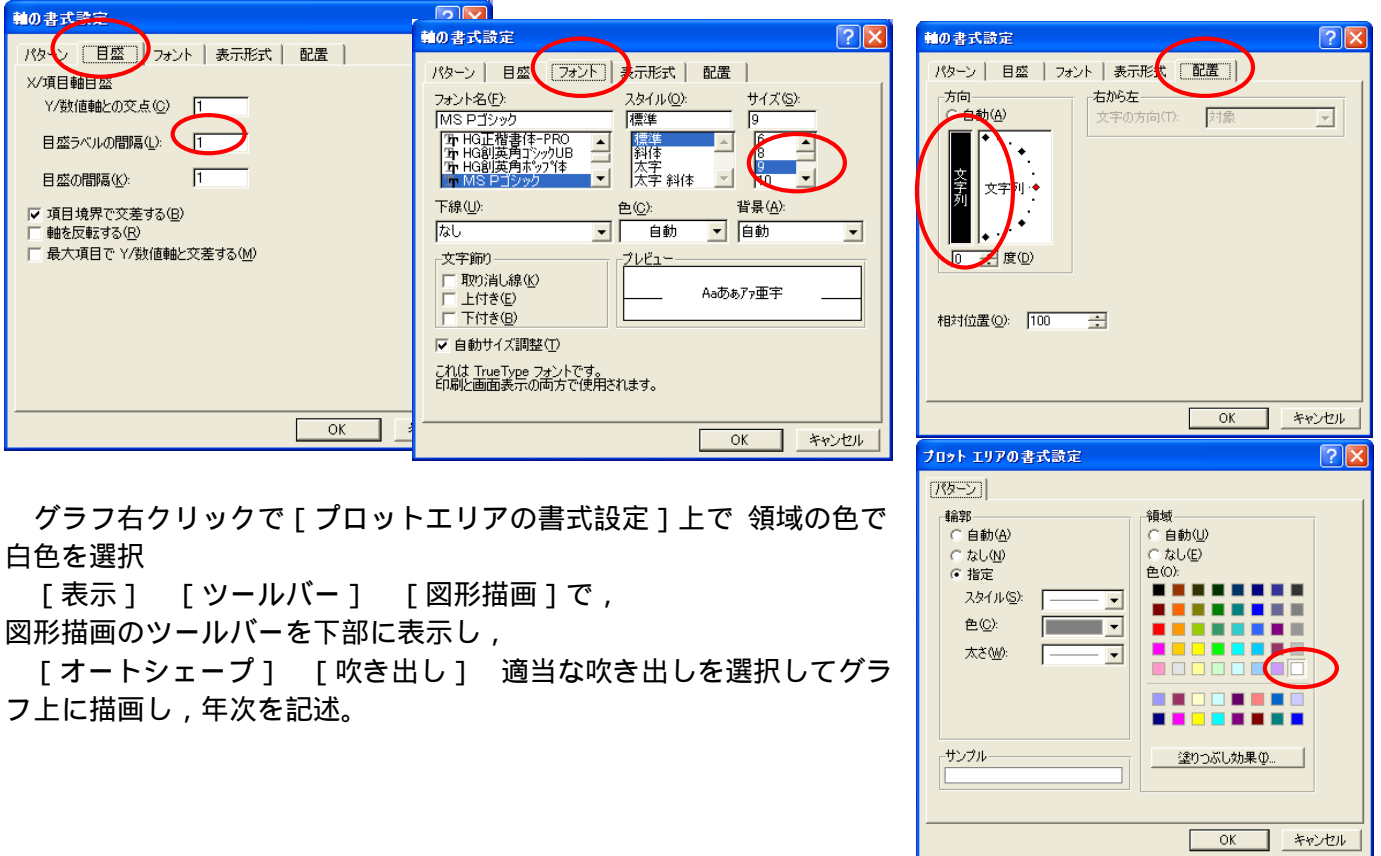 軸の書式設定
パターン 目盛 フォント 表示形式 配置
X/項目軸目盛
Y/数値軸との交点(C) 1
目盛ラベルの間隔(L): 1
目盛の間隔(K): 1
項目境界で交差する(B)
軸を反転する(R)
最大項目で Y/数値軸と交差する(M)
OK
軸の書式設定
パターン 目盛 フォント 表示形式 配置
フォント名(F): スタイル(O): サイズ(S):
MS Pゴシック 標準 9
HG正楷書体-PRO 標準 6
HG創英角ゴシックUB 斜体 8
HG創英角ポップ体 太字 9
MS Pゴシック 太字 斜体 10
下線(U): 色(C): 背景(A):
なし 自動 自動
文字飾り プレビュー
取り消し線(K)
上付き(E)
下付き(B)
Aaあぁアァ亜宇
自動サイズ調整(T)
これは TrueType フォントです。
印刷と画面表示の両方で使用されます。
OK キャンセル
軸の書式設定
パターン 目盛 フォント 表示形式 配置
方向 右から左
自動(A) 文字の方向(T): 対象
文字列 文字列
0 度(D)
相対位置(O): 100
OK キャンセル
プロット エリアの書式設定
パターン
輪郭 領域
自動(A) 自動(U)
なし(N) なし(E)
指定 色(O):
スタイル(S):
色(C):
太さ(W):
サンプル 塗りつぶし効果(I)...
OK キャンセル
グラフ右クリックで[プロットエリアの書式設定]上で 領域の色で
白色を選択
[表示] [ツールバー] [図形描画]で,
図形描画のツールバーを下部に表示し,
[オートシェープ] [吹き出し] 適当な吹き出しを選択してグラ
フ上に描画し,年次を記述。